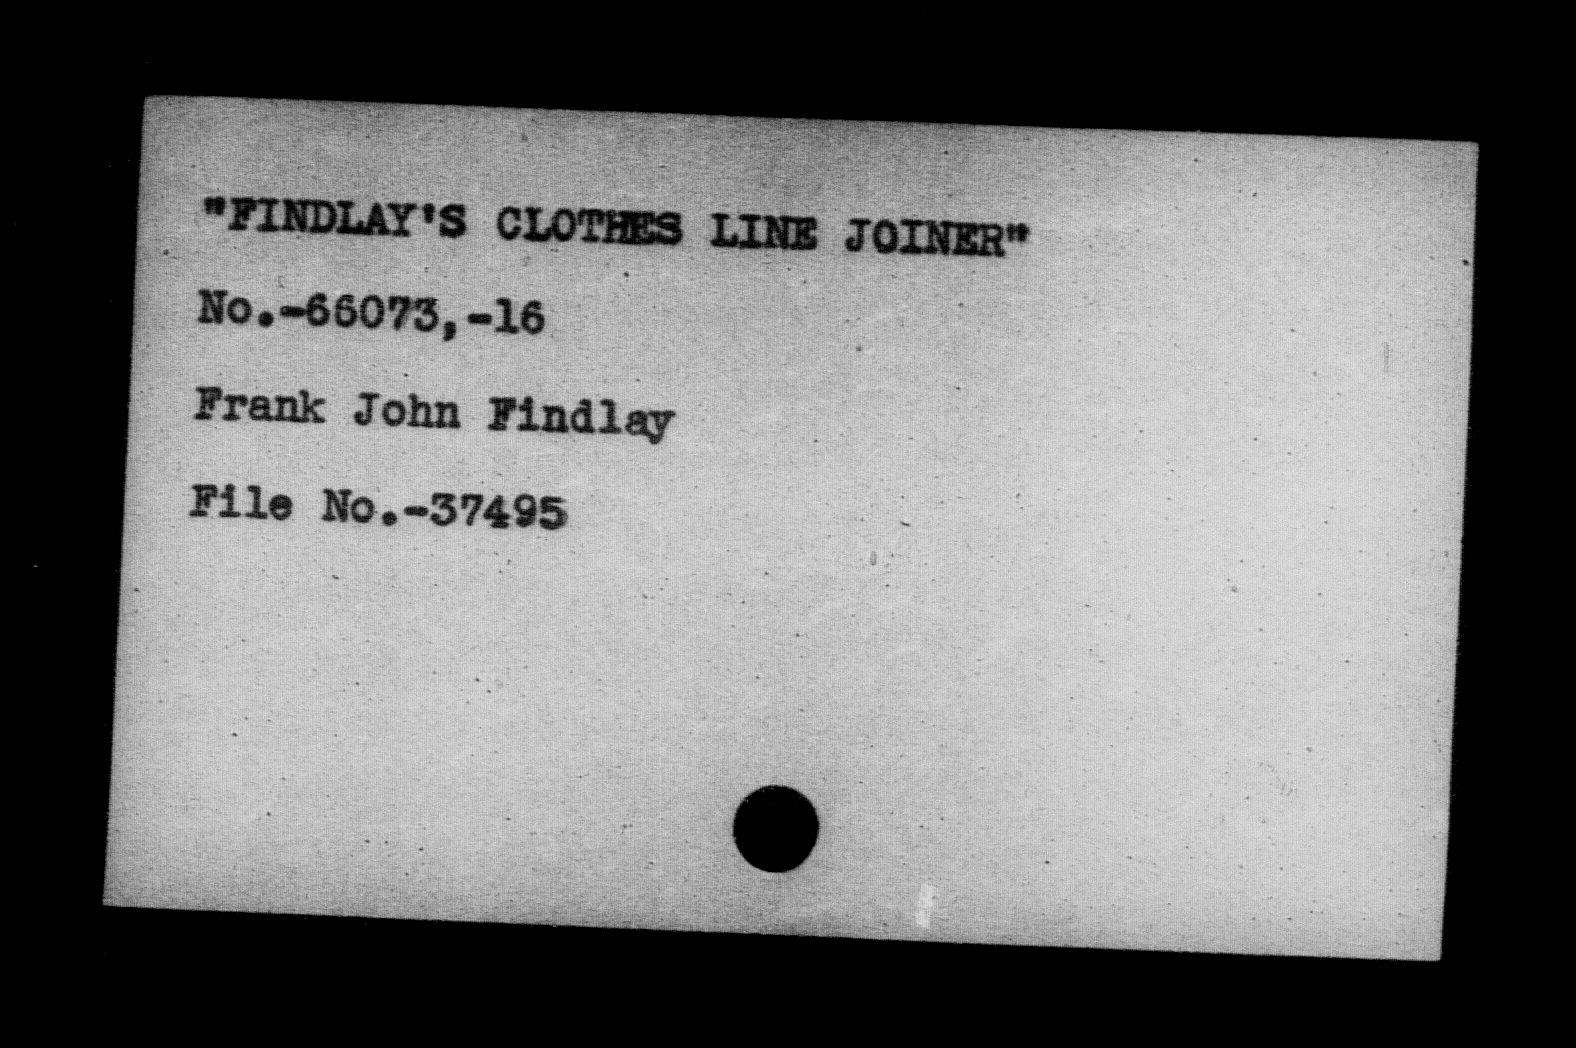 "FINDLAY'S CLOTHES LINE JOINER"
No.-66073,-16
Frank John Findlay
File No.-37495